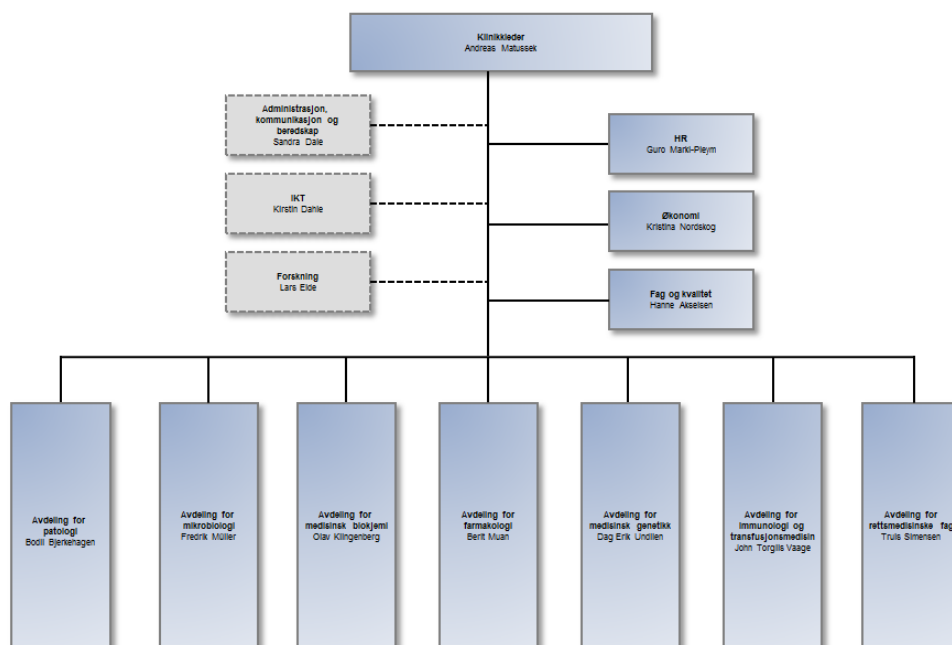 Klinikkleder
Andreas Matussek
Administrasjon,
kommunikasjon og
beredskap
Sandra Dale
HR
Guro Marki-Pleym
IKT
Kirstin Dahle
Økonomi
Kristina Nordskog
Forskning
Lars Eide
Fag og kvalitet
Hanne Akselsen
Avdeling for
patologi
Bodil Bjerkehagen
Avdeling for
mikrobiologi
Fredrik Müller
Avdeling for
medisinsk biokjemi
Olav Klingenberg
Avdeling for
farmakologi
Berit Muan
Avdeling for
medisinsk genetikk
Dag Erik Undlien
Avdeling for
immunologi og
transfusjonsmedisin
John Torgils Vaage
Avdeling for
rettsmedisinske fag
Truls Simensen